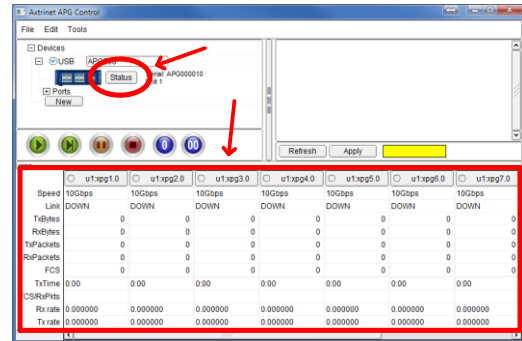 Axtrinet APG Control
File Edit Tools
Devices
USB
Status
Serial: APG000010
Ports
New
0 00
Refresh Apply
u1:xpg1.0 u1:xpg2.0 u1:xpg3.0 u1:xpg4.0 u1:xpg5.0 u1:xpg6.0 u1:xpg7.0
Speed 10Gbps 10Gbps 10Gbps 10Gbps 10Gbps 10Gbps 10Gbps
Link DOWN DOWN DOWN DOWN DOWN DOWN DOWN
TxBytes 0 0 0 0 0 0 0
RxBytes 0 0 0 0 0 0 0
TxPackets 0 0 0 0 0 0 0
RxPackets 0 0 0 0 0 0 0
FCS 0 0 0 0 0 0 0
TxTime 0:00 0:00 0:00 0:00 0:00 0:00 0:00
CS/RxPkts
Rx rate 0.000000 0.000000 0.000000 0.000000 0.000000 0.000000 0.000000
Tx rate 0.000000 0.000000 0.000000 0.000000 0.000000 0.000000 0.000000